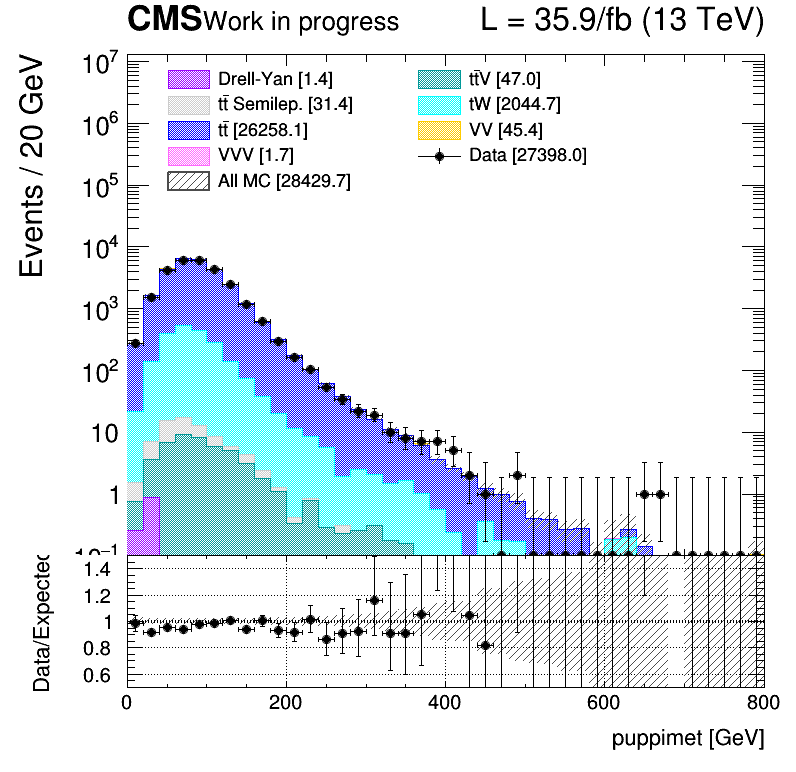 CMS Work in progress L = 35.9/fb (13 TeV)
Events / 20 GeV
10⁷
10⁶
10⁵
10⁴
10³
10²
10
1
10⁻¹
Drell-Yan [1.4]
tt̄ Semilep. [31.4]
tt̄ [26258.1]
VVV [1.7]
All MC [28429.7]
tt̄V [47.0]
tW [2044.7]
VV [45.4]
Data [27398.0]
Data/Expected
1.4
1.2
1
0.8
0.6
0 200 400 600 800
puppimet [GeV]